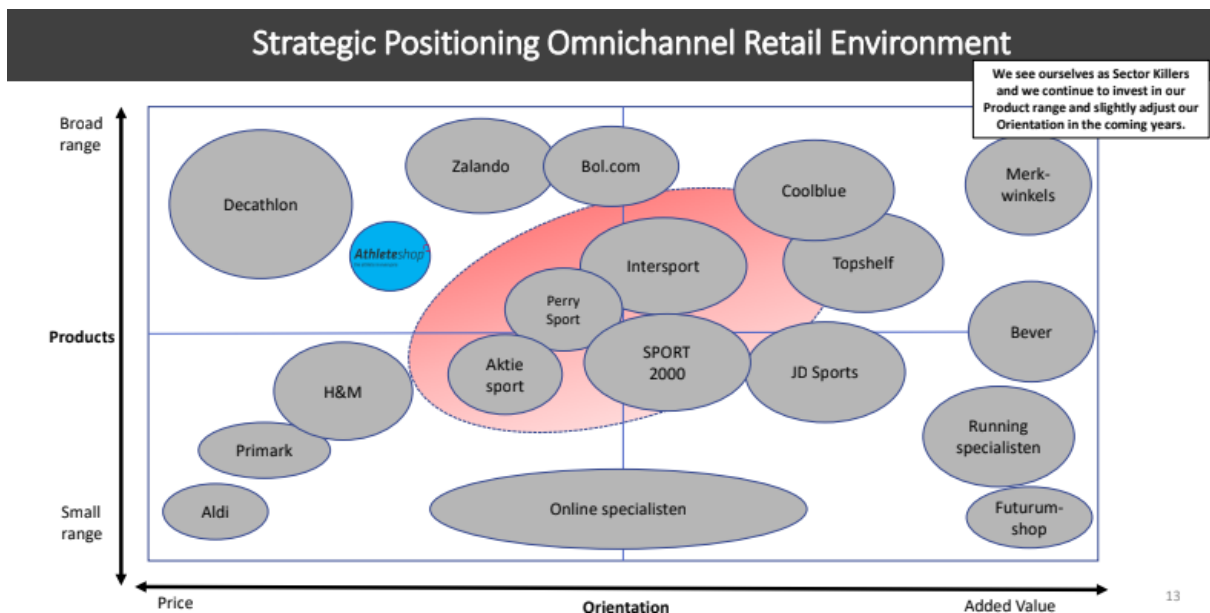 Strategic Positioning Omnichannel Retail Environment
We see ourselves as Sector Killers
and we continue to invest in our
Product range and slightly adjust our
Orientation in the coming years.
Broad
range
Zalando
Bol.com
Coolblue
Merk-
winkels
Decathlon
Athleteshop
Intersport
Topshelf
Perry
Sport
Products
Bever
Aktie
sport
SPORT
2000
JD Sports
H&M
Running
specialisten
Primark
Small
range
Aldi
Online specialisten
Futurum-
shop
Price
Orientation
Added Value
13